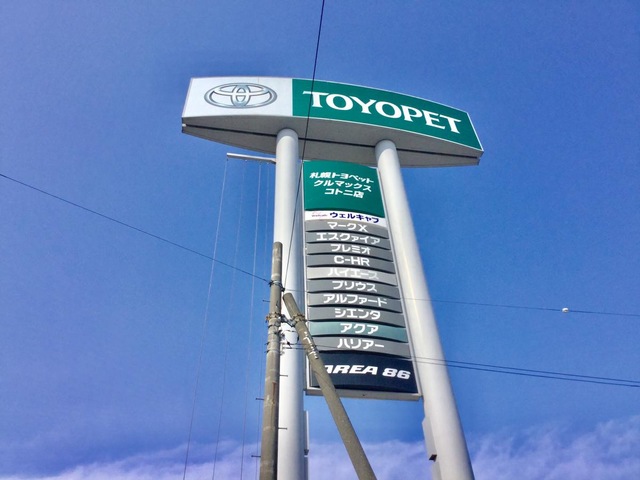 TOYOPET
札幌トヨペット
クルマックス
コトニ店
ウェルキャブ
マークX
エスクァイア
プレミオ
C-HR
ハイエース
プリウス
アルファード
シエンタ
アクア
ハリアー
AREA 86